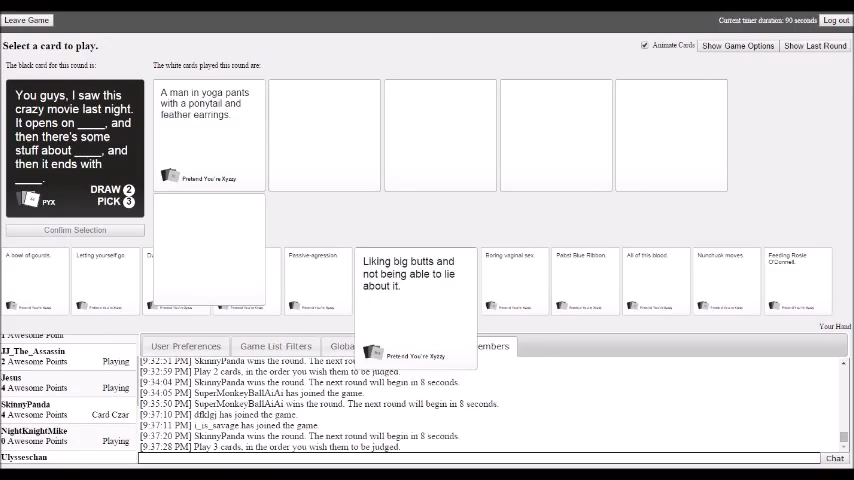 Leave Game
Current timer duration: 90 seconds
Log out
Select a card to play.
Animate Cards
Show Game Options
Show Last Round
The black card for this round is:
The white cards played this round are:
You guys, I saw this
crazy movie last night.
It opens on ____, and
then there's some
stuff about ____, and
then it ends with
____.
DRAW 2
PYX
PICK 3
A man in yoga pants
with a ponytail and
feather earrings.
Pretend You're Xyzzy
Confirm Selection
A bowl of gourds.
Letting yourself go.
Passive-agression.
Liking big butts and
not being able to lie
about it.
Pretend You're Xyzzy
Boring vaginal sex.
Pabst Blue Ribbon.
All of this blood.
Nunchuck moves.
Feeding Rosie
O'Donnell.
Your Hand
1 Awesome Point
JJ_The_Assassin
2 Awesome Points Playing
Jesus
4 Awesome Points Playing
SkinnyPanda
4 Awesome Points Card Czar
NightKnightMike
0 Awesome Points Playing
Ulysseschan
User Preferences
Game List Filters
Globa
embers
[9:32:51 PM] SkinnyPanda wins the round. The next rou
[9:32:59 PM] Play 2 cards, in the order you wish them to be judged.
[9:34:04 PM] SkinnyPanda wins the round. The next round will begin in 8 seconds.
[9:34:05 PM] SuperMonkeyBallAiAi has joined the game.
[9:35:50 PM] SuperMonkeyBallAiAi wins the round. The next round will begin in 8 seconds.
[9:37:10 PM] dfklgj has joined the game.
[9:37:11 PM] i_is_savage has joined the game.
[9:37:20 PM] SkinnyPanda wins the round. The next round will begin in 8 seconds.
[9:37:28 PM] Play 3 cards, in the order you wish them to be judged.
Chat